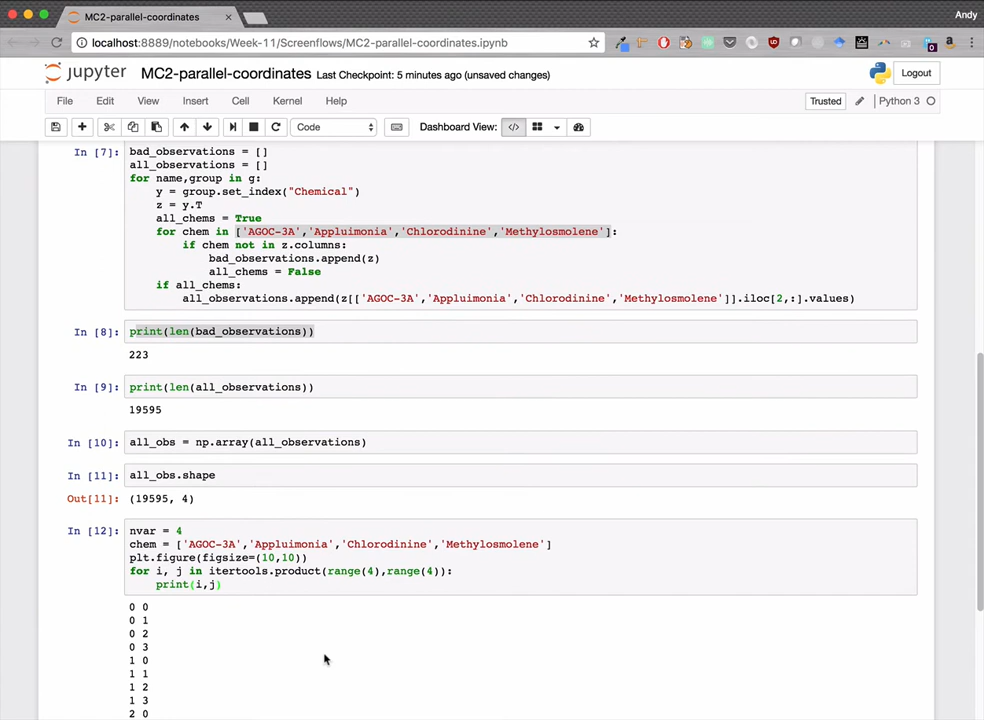 MC2-parallel-coordinates
Andy
localhost:8889/notebooks/Week-11/Screenflows/MC2-parallel-coordinates.ipynb
jupyter MC2-parallel-coordinates Last Checkpoint: 5 minutes ago (unsaved changes) Logout
File Edit View Insert Cell Kernel Help Trusted Python 3
Code Dashboard View:
In [7]: bad_observations = []
all_observations = []
for name,group in g:
    y = group.set_index("Chemical")
    z = y.T
    all_chems = True
    for chem in ['AGOC-3A','Appluimonia','Chlorodinine','Methylosmolene']:
        if chem not in z.columns:
            bad_observations.append(z)
            all_chems = False
    if all_chems:
        all_observations.append(z[['AGOC-3A','Appluimonia','Chlorodinine','Methylosmolene']].iloc[2,:].values)
In [8]: print(len(bad_observations))
223
In [9]: print(len(all_observations))
19595
In [10]: all_obs = np.array(all_observations)
In [11]: all_obs.shape
Out[11]: (19595, 4)
In [12]: nvar = 4
chem = ['AGOC-3A','Appluimonia','Chlorodinine','Methylosmolene']
plt.figure(figsize=(10,10))
for i, j in itertools.product(range(4),range(4)):
    print(i,j)
0 0
0 1
0 2
0 3
1 0
1 1
1 2
1 3
2 0